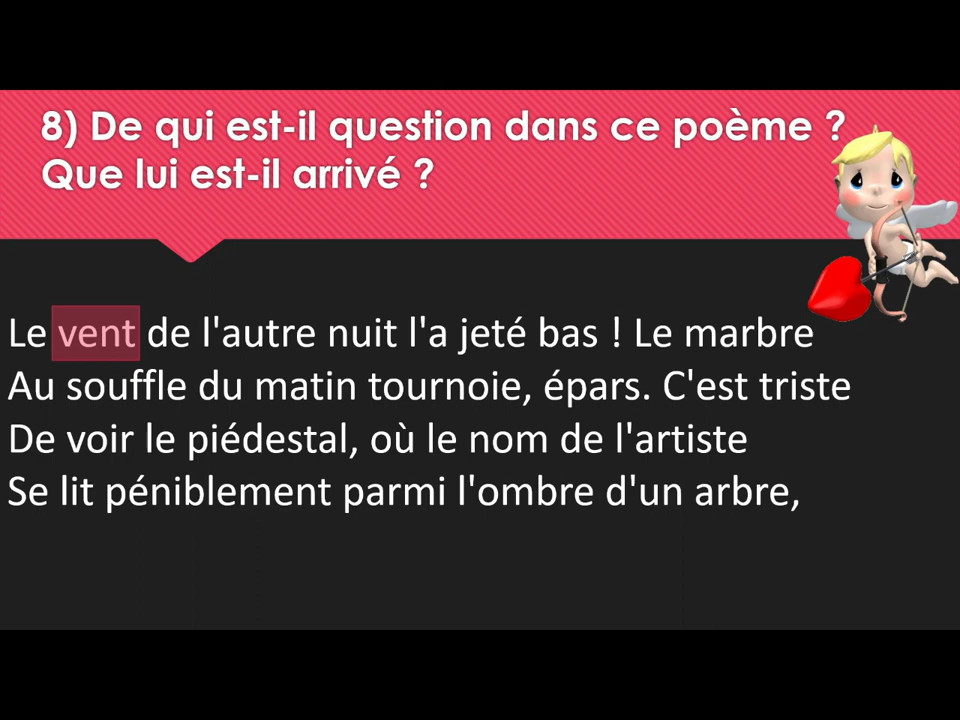 8) De qui est-il question dans ce poème ?
Que lui est-il arrivé ?
Le vent de l'autre nuit l'a jeté bas ! Le marbre
Au souffle du matin tournoie, épars. C'est triste
De voir le piédestal, où le nom de l'artiste
Se lit péniblement parmi l'ombre d'un arbre,